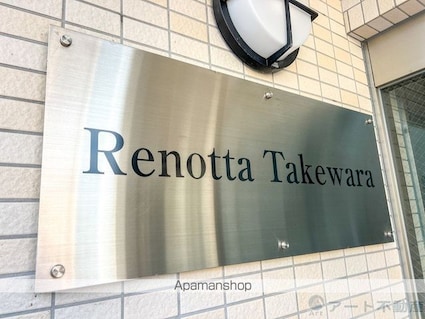 Renotta Takewara
Apamanshop
アート不動産